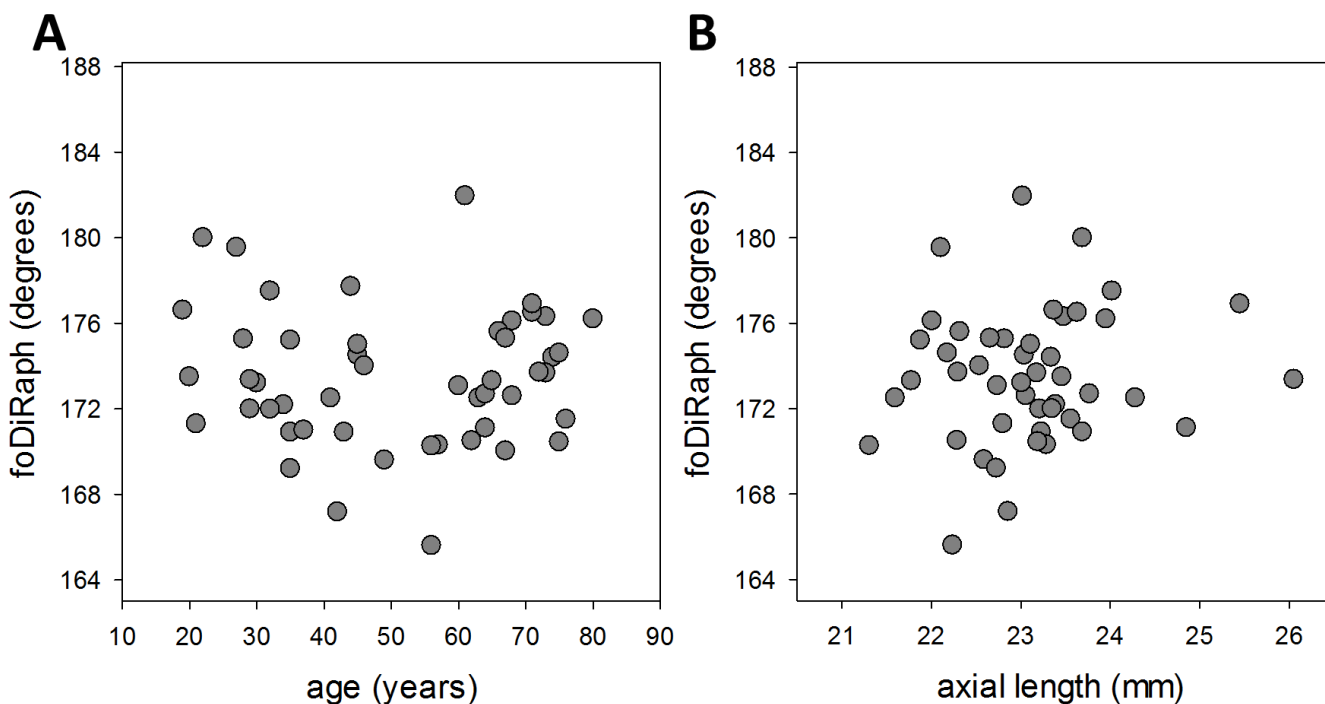 A
188
184
180
176
172
168
164
foDiRaph (degrees)
10 20 30 40 50 60 70 80 90
age (years)
B
188
184
180
176
172
168
164
foDiRaph (degrees)
21 22 23 24 25 26
axial length (mm)